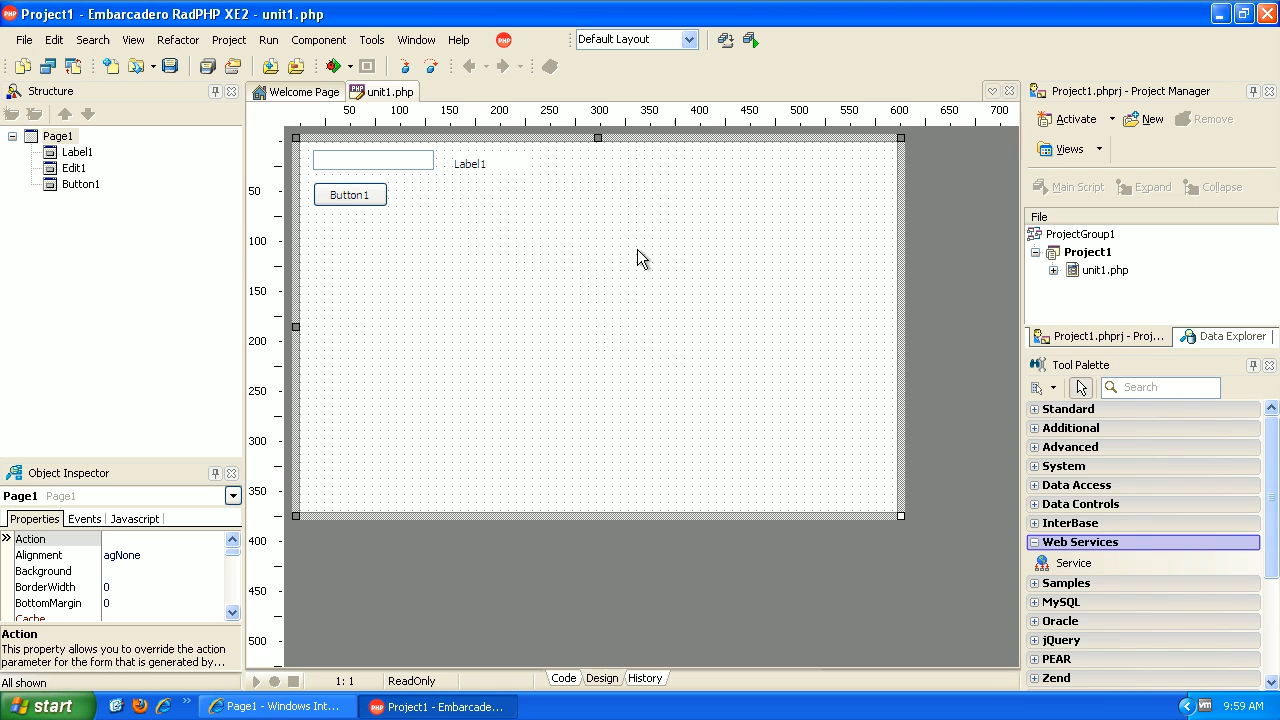 Project1 - Embarcadero RadPHP XE2 - unit1.php
File Edit Search View Refactor Project Run Component Tools Window Help
Default Layout
Structure
Page1
Label1
Edit1
Button1
Object Inspector
Page1 Page1
Properties Events Javascript
Action
Alignment agNone
Background
BorderWidth 0
BottomMargin 0
Cache
Action
This property allows you to override the action
parameter for the form that is generated by...
All shown
Welcome Page unit1.php
50 100 150 200 250 300 350 400 450 500 550 600 650 700
50
100
150
200
250
300
350
400
450
500
Label1
Button1
1: 1 ReadOnly
Code Design History
Project1.phprj - Project Manager
Activate New Remove
Views
Main Script Expand Collapse
File
ProjectGroup1
Project1
unit1.php
Project1.phprj - Proj... Data Explorer
Tool Palette
Search
Standard
Additional
Advanced
System
Data Access
Data Controls
InterBase
Web Services
Service
Samples
MySQL
Oracle
jQuery
PEAR
Zend
start Page1 - Windows Int... Project1 - Embarcade... 9:59 AM